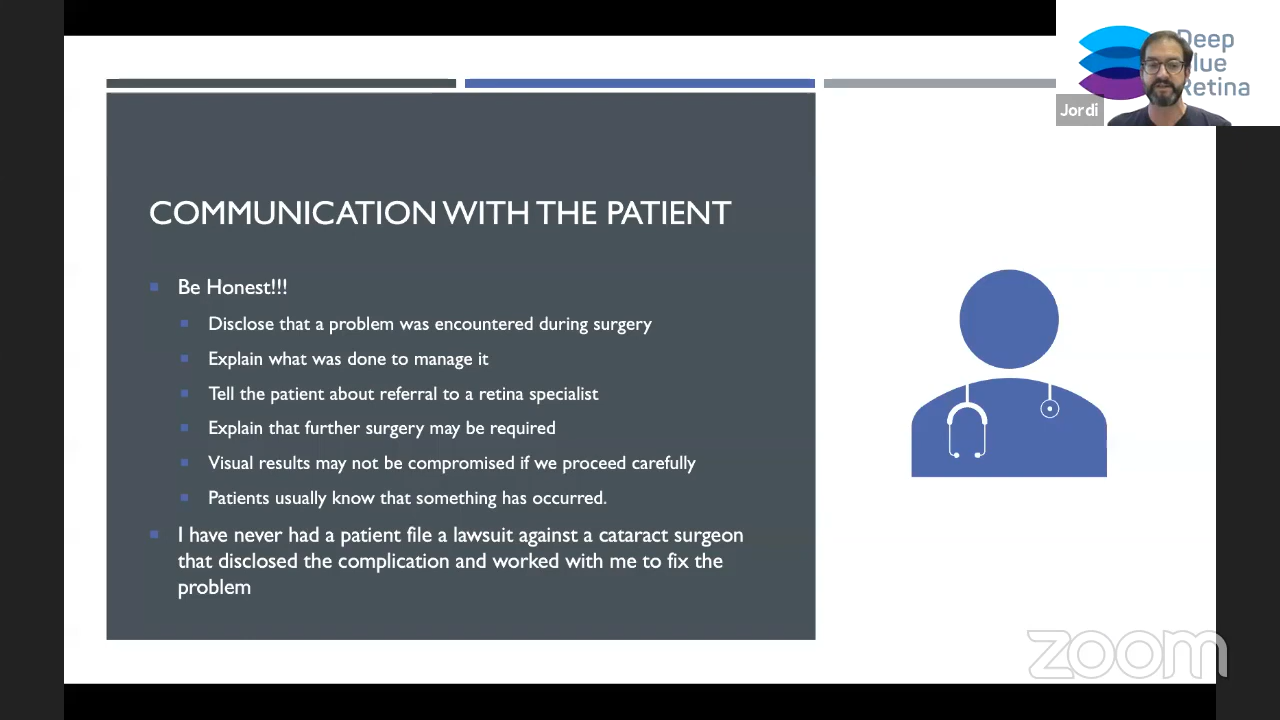 Deep
Blue
Retina
Jordi
COMMUNICATION WITH THE PATIENT
Be Honest!!!
Disclose that a problem was encountered during surgery
Explain what was done to manage it
Tell the patient about referral to a retina specialist
Explain that further surgery may be required
Visual results may not be compromised if we proceed carefully
Patients usually know that something has occurred.
I have never had a patient file a lawsuit against a cataract surgeon
that disclosed the complication and worked with me to fix the
problem
zoom